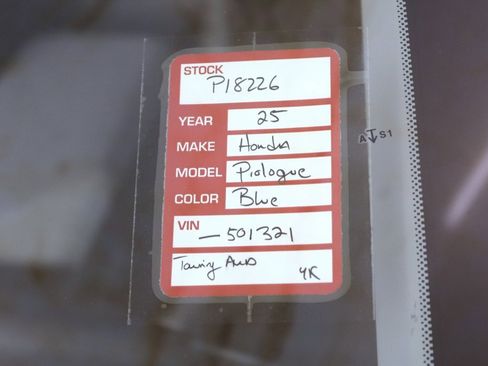 STOCK
P18226
YEAR 25
MAKE Honda
MODEL Prologue
COLOR Blue
VIN
-501321
Touring AWD
4K
AS1